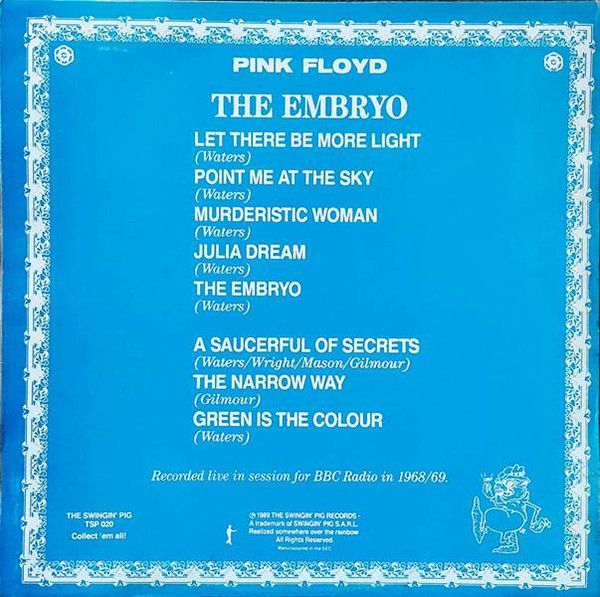 PINK FLOYD
THE EMBRYO
LET THERE BE MORE LIGHT
(Waters)
POINT ME AT THE SKY
(Waters)
MURDERISTIC WOMAN
(Waters)
JULIA DREAM
(Waters)
THE EMBRYO
(Waters)
A SAUCERFUL OF SECRETS
(Waters/Wright/Mason/Gilmour)
THE NARROW WAY
(Gilmour)
GREEN IS THE COLOUR
(Waters)
Recorded live in session for BBC Radio in 1968/69.
THE SWINGIN' PIG
TSP 020
Collect 'em all!
℗ 1989 THE SWINGIN' PIG RECORDS -
A trademark of SWINGIN' PIG S.A.R.L.
Realized somewhere over the rainbow
All Rights Reserved.
Manufactured in the EEC